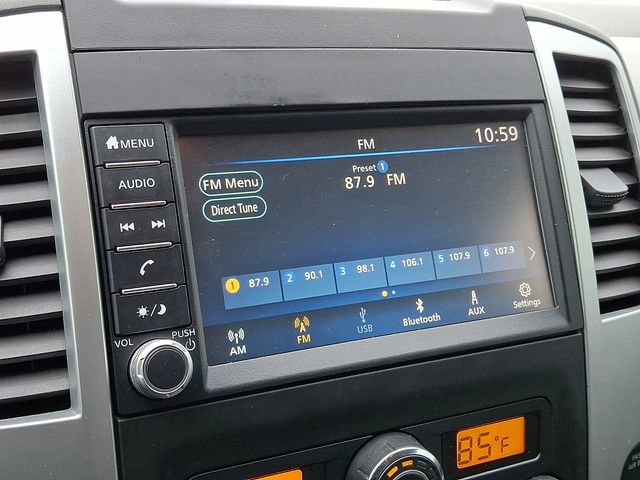 MENU
AUDIO
VOL
PUSH
FM
10:59
FM Menu
Direct Tune
Preset 1
87.9 FM
1 87.9
2 90.1
3 98.1
4 106.1
5 107.9
6 107.9
AM
FM
USB
Bluetooth
AUX
Settings
85°F